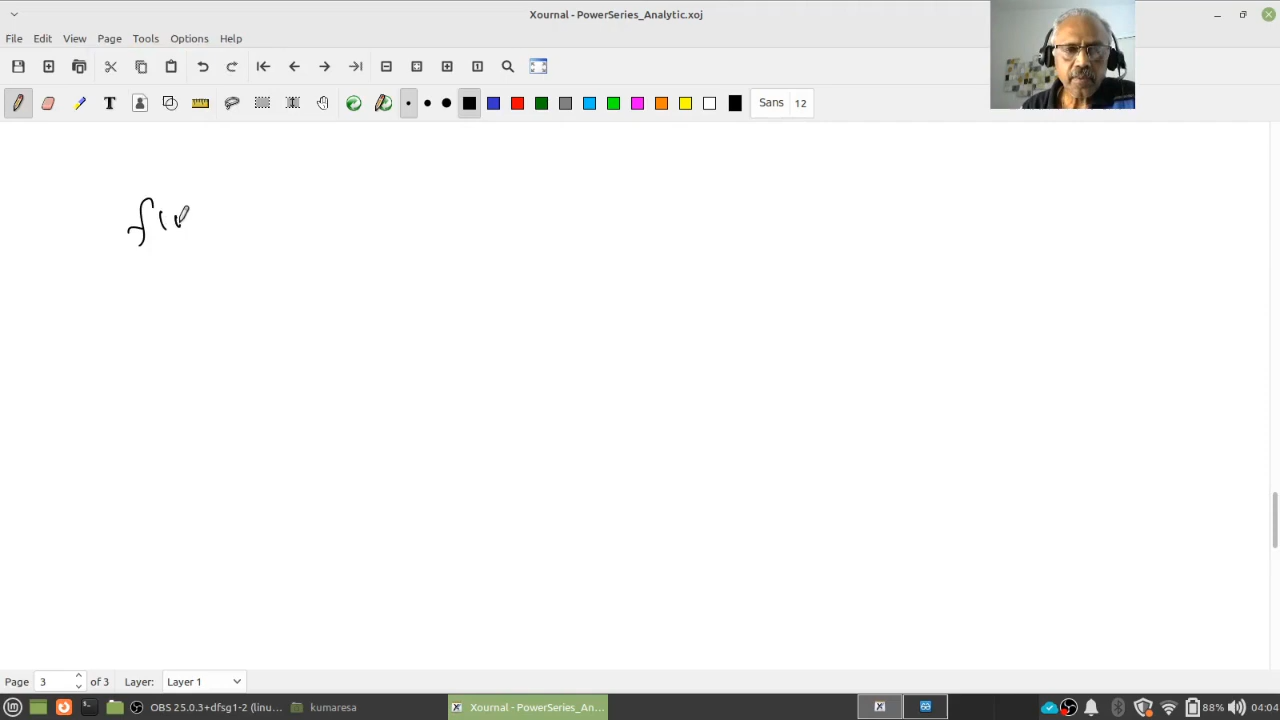 Xournal - PowerSeries_Analytic.xoj
File Edit View Page Tools Options Help
Sans 12
f(
Page 3 of 3 Layer: Layer 1
OBS 25.0.3+dfsg1-2 (linu... kumaresa Xournal - PowerSeries_An... 88% 04:04